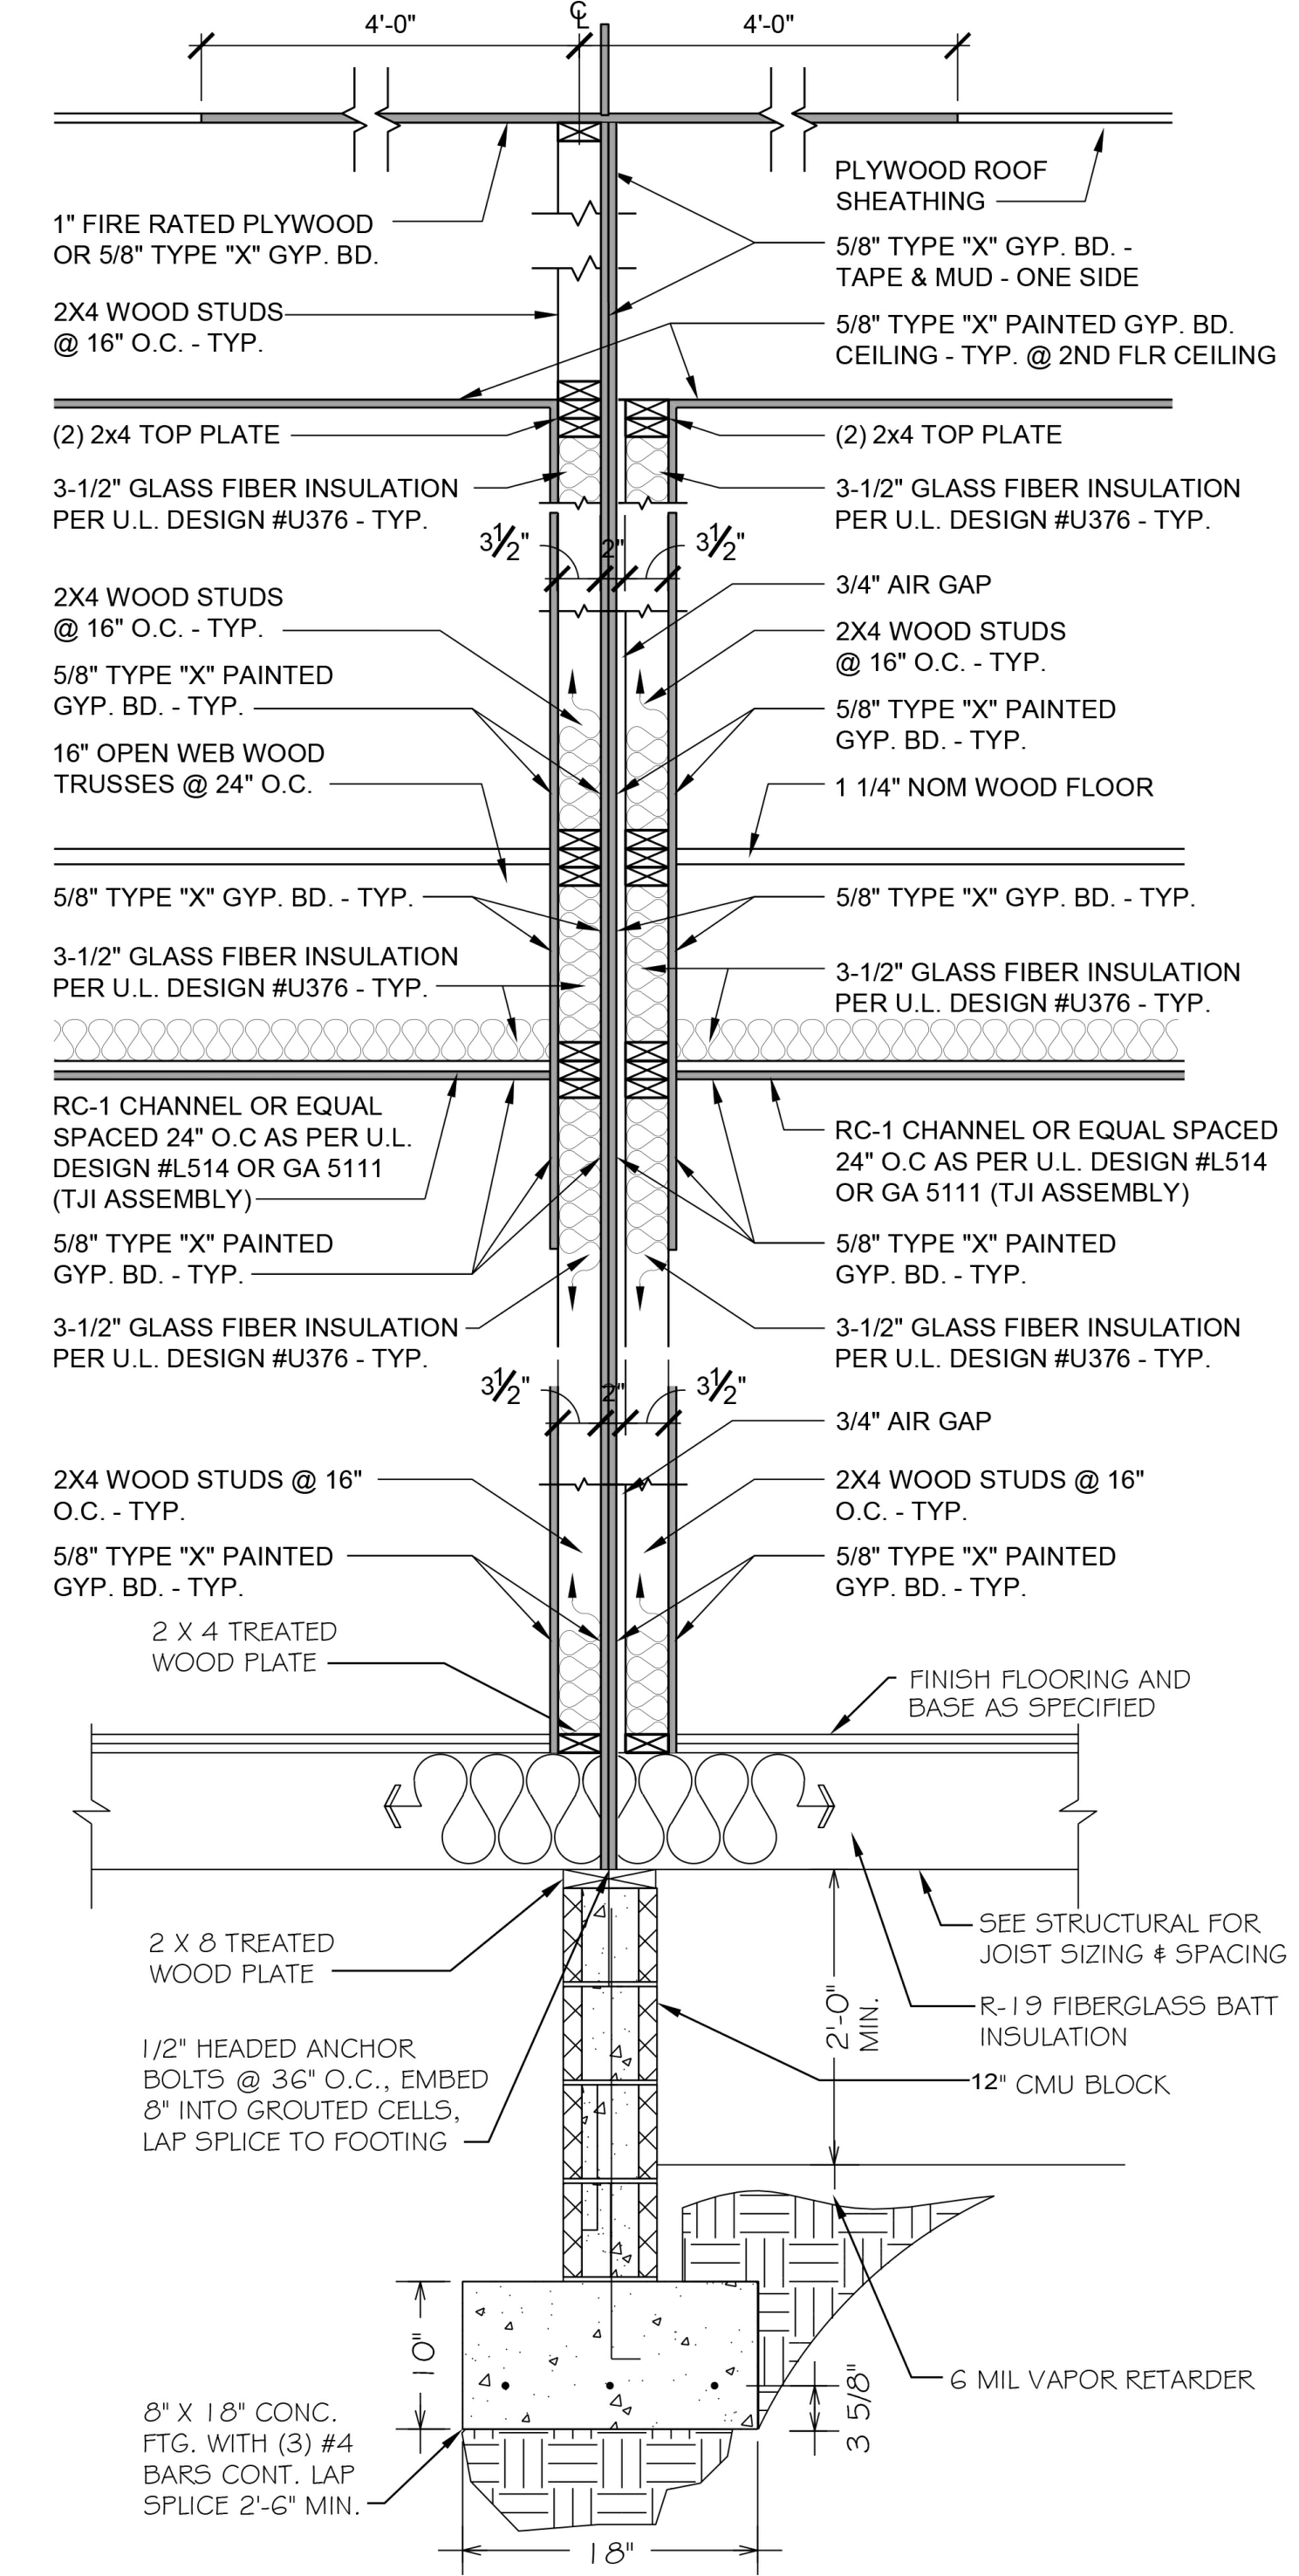 4'-0"
℄
4'-0"
PLYWOOD ROOF
SHEATHING
1" FIRE RATED PLYWOOD
OR 5/8" TYPE "X" GYP. BD.
5/8" TYPE "X" GYP. BD. -
TAPE & MUD - ONE SIDE
2X4 WOOD STUDS
@ 16" O.C. - TYP.
5/8" TYPE "X" PAINTED GYP. BD.
CEILING - TYP. @ 2ND FLR CEILING
(2) 2x4 TOP PLATE
(2) 2x4 TOP PLATE
3-1/2" GLASS FIBER INSULATION
PER U.L. DESIGN #U376 - TYP.
3-1/2" GLASS FIBER INSULATION
PER U.L. DESIGN #U376 - TYP.
3½"
2"
3½"
3/4" AIR GAP
2X4 WOOD STUDS
@ 16" O.C. - TYP.
2X4 WOOD STUDS
@ 16" O.C. - TYP.
5/8" TYPE "X" PAINTED
GYP. BD. - TYP.
5/8" TYPE "X" PAINTED
GYP. BD. - TYP.
16" OPEN WEB WOOD
TRUSSES @ 24" O.C.
1 1/4" NOM WOOD FLOOR
5/8" TYPE "X" GYP. BD. - TYP.
5/8" TYPE "X" GYP. BD. - TYP.
3-1/2" GLASS FIBER INSULATION
PER U.L. DESIGN #U376 - TYP.
3-1/2" GLASS FIBER INSULATION
PER U.L. DESIGN #U376 - TYP.
RC-1 CHANNEL OR EQUAL
SPACED 24" O.C AS PER U.L.
DESIGN #L514 OR GA 5111
(TJI ASSEMBLY)
RC-1 CHANNEL OR EQUAL SPACED
24" O.C AS PER U.L. DESIGN #L514
OR GA 5111 (TJI ASSEMBLY)
5/8" TYPE "X" PAINTED
GYP. BD. - TYP.
5/8" TYPE "X" PAINTED
GYP. BD. - TYP.
3-1/2" GLASS FIBER INSULATION
PER U.L. DESIGN #U376 - TYP.
3-1/2" GLASS FIBER INSULATION
PER U.L. DESIGN #U376 - TYP.
3½"
2"
3½"
3/4" AIR GAP
2X4 WOOD STUDS @ 16"
O.C. - TYP.
2X4 WOOD STUDS @ 16"
O.C. - TYP.
5/8" TYPE "X" PAINTED
GYP. BD. - TYP.
5/8" TYPE "X" PAINTED
GYP. BD. - TYP.
2 X 4 TREATED
WOOD PLATE
FINISH FLOORING AND
BASE AS SPECIFIED
2 X 8 TREATED
WOOD PLATE
SEE STRUCTURAL FOR
JOIST SIZING & SPACING
2'-0"
MIN.
R-19 FIBERGLASS BATT
INSULATION
1/2" HEADED ANCHOR
BOLTS @ 36" O.C., EMBED
8" INTO GROUTED CELLS,
LAP SPLICE TO FOOTING
12" CMU BLOCK
10"
6 MIL VAPOR RETARDER
3 5/8"
8" X 18" CONC.
FTG. WITH (3) #4
BARS CONT. LAP
SPLICE 2'-6" MIN.
18"